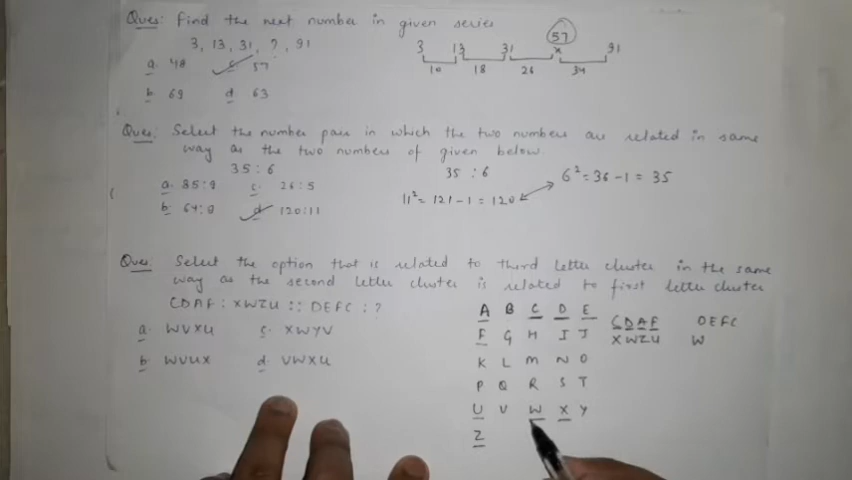 Ques: Find the next number in given series
3, 13, 31, ?, 91
a. 48 c. 57
b. 69 d. 63
57
3 13 31 x 91
10 18 26 34
Ques: Select the number pair in which the two numbers are related in same
way as the two numbers of given below.
35 : 6
a. 85:9 c. 26:5
b. 64:9 d. 120:11
35 : 6
6² = 36 - 1 = 35
11² = 121 - 1 = 120
Ques: Select the option that is related to third letter cluster in the same
way as the second letter cluster is related to first letter cluster
CDAF : XWZU :: DEFC : ?
a. WVXU c. XWYV
b. WVUX d. VWXU
A B C D E
F G H I J
K L M N O
P Q R S T
U V W X Y
Z
CDAF DEFC
XWZU W